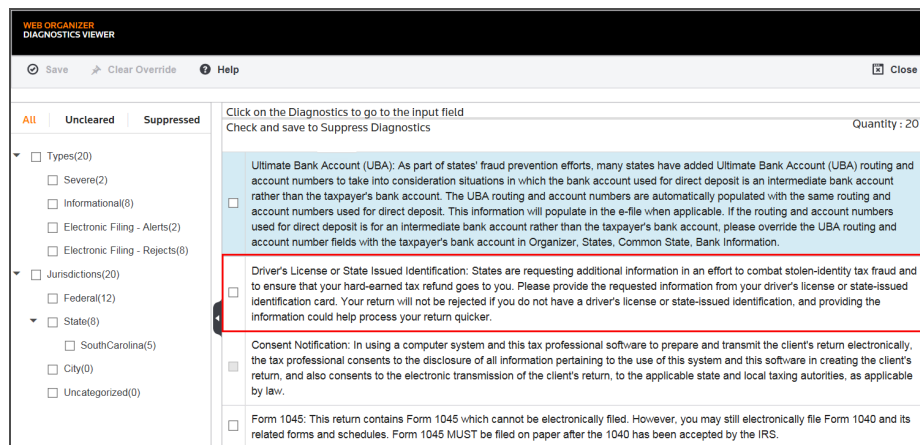 WEB ORGANIZER
DIAGNOSTICS VIEWER
Save Clear Override Help Close
All Uncleared Suppressed
Types(20)
Severe(2)
Informational(8)
Electronic Filing - Alerts(2)
Electronic Filing - Rejects(8)
Jurisdictions(20)
Federal(12)
State(8)
SouthCarolina(5)
City(0)
Uncategorized(0)
Click on the Diagnostics to go to the input field
Check and save to Suppress Diagnostics
Quantity : 20
Ultimate Bank Account (UBA): As part of states' fraud prevention efforts, many states have added Ultimate Bank Account (UBA) routing and
account numbers to take into consideration situations in which the bank account used for direct deposit is an intermediate bank account
rather than the taxpayer's bank account. The UBA routing and account numbers are automatically populated with the same routing and
account numbers used for direct deposit. This information will populate in the e-file when applicable. If the routing and account numbers
used for direct deposit is for an intermediate bank account rather than the taxpayer's bank account, please override the UBA routing and
account number fields with the taxpayer's bank account in Organizer, States, Common State, Bank Information.
Driver's License or State Issued Identification: States are requesting additional information in an effort to combat stolen-identity tax fraud and
to ensure that your hard-earned tax refund goes to you. Please provide the requested information from your driver's license or state-issued
identification card. Your return will not be rejected if you do not have a driver's license or state-issued identification, and providing the
information could help process your return quicker.
Consent Notification: In using a computer system and this tax professional software to prepare and transmit the client's return electronically,
the tax professional consents to the disclosure of all information pertaining to the use of this system and this software in creating the client's
return, and also consents to the electronic transmission of the client's return, to the applicable state and local taxing autorities, as applicable
by law.
Form 1045: This return contains Form 1045 which cannot be electronically filed. However, you may still electronically file Form 1040 and its
related forms and schedules. Form 1045 MUST be filed on paper after the 1040 has been accepted by the IRS.